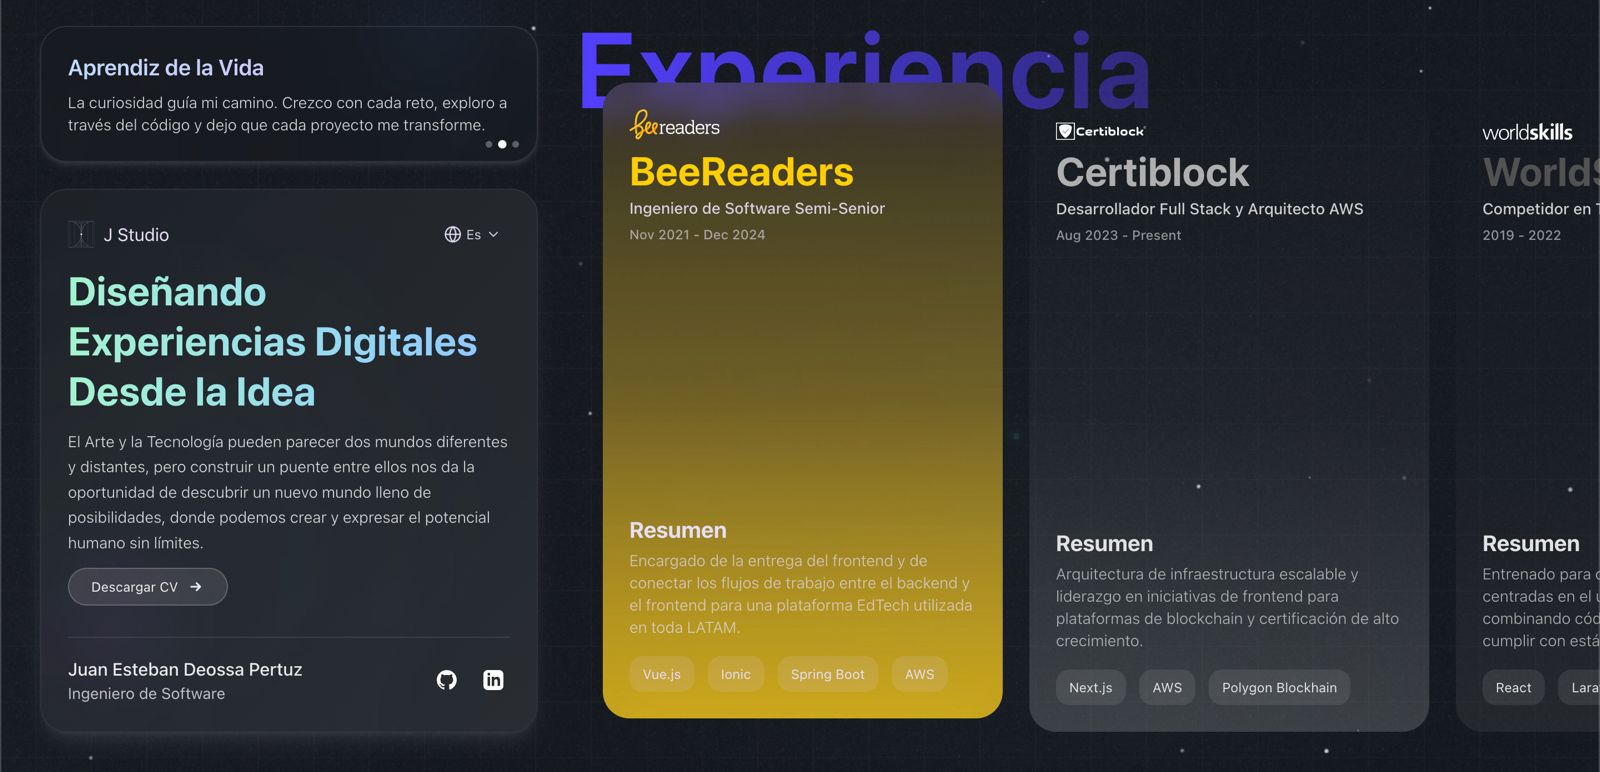 Aprendiz de la Vida
La curiosidad guía mi camino. Crezco con cada reto, exploro a
través del código y dejo que cada proyecto me transforme.
J Studio
Es
Diseñando
Experiencias Digitales
Desde la Idea
El Arte y la Tecnología pueden parecer dos mundos diferentes
y distantes, pero construir un puente entre ellos nos da la
oportunidad de descubrir un nuevo mundo lleno de
posibilidades, donde podemos crear y expresar el potencial
humano sin límites.
Descargar CV
Juan Esteban Deossa Pertuz
Ingeniero de Software
in
Experiencia
beereaders
BeeReaders
Ingeniero de Software Semi-Senior
Nov 2021 - Dec 2024
Resumen
Encargado de la entrega del frontend y de
conectar los flujos de trabajo entre el backend y
el frontend para una plataforma EdTech utilizada
en toda LATAM.
Vue.js
Ionic
Spring Boot
AWS
Certiblock
Certiblock
Desarrollador Full Stack y Arquitecto AWS
Aug 2023 - Present
Resumen
Arquitectura de infraestructura escalable y
liderazgo en iniciativas de frontend para
plataformas de blockchain y certificación de alto
crecimiento.
Next.js
AWS
Polygon Blockhain
worldskills
WorldS
Competidor en T
2019 - 2022
Resumen
Entrenado para
centradas en el
combinando cód
cumplir con está
React
Lara